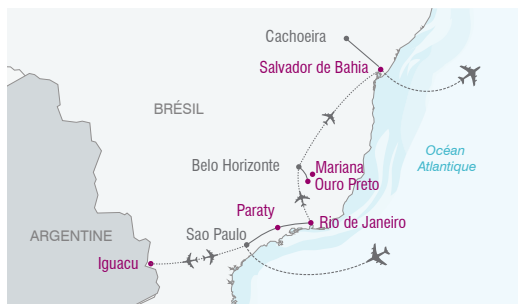 Cachoeira
Salvador de Bahia
BRÉSIL
Océan
Atlantique
Belo Horizonte
Mariana
Ouro Preto
Paraty
Rio de Janeiro
ARGENTINE
Sao Paulo
Iguacu